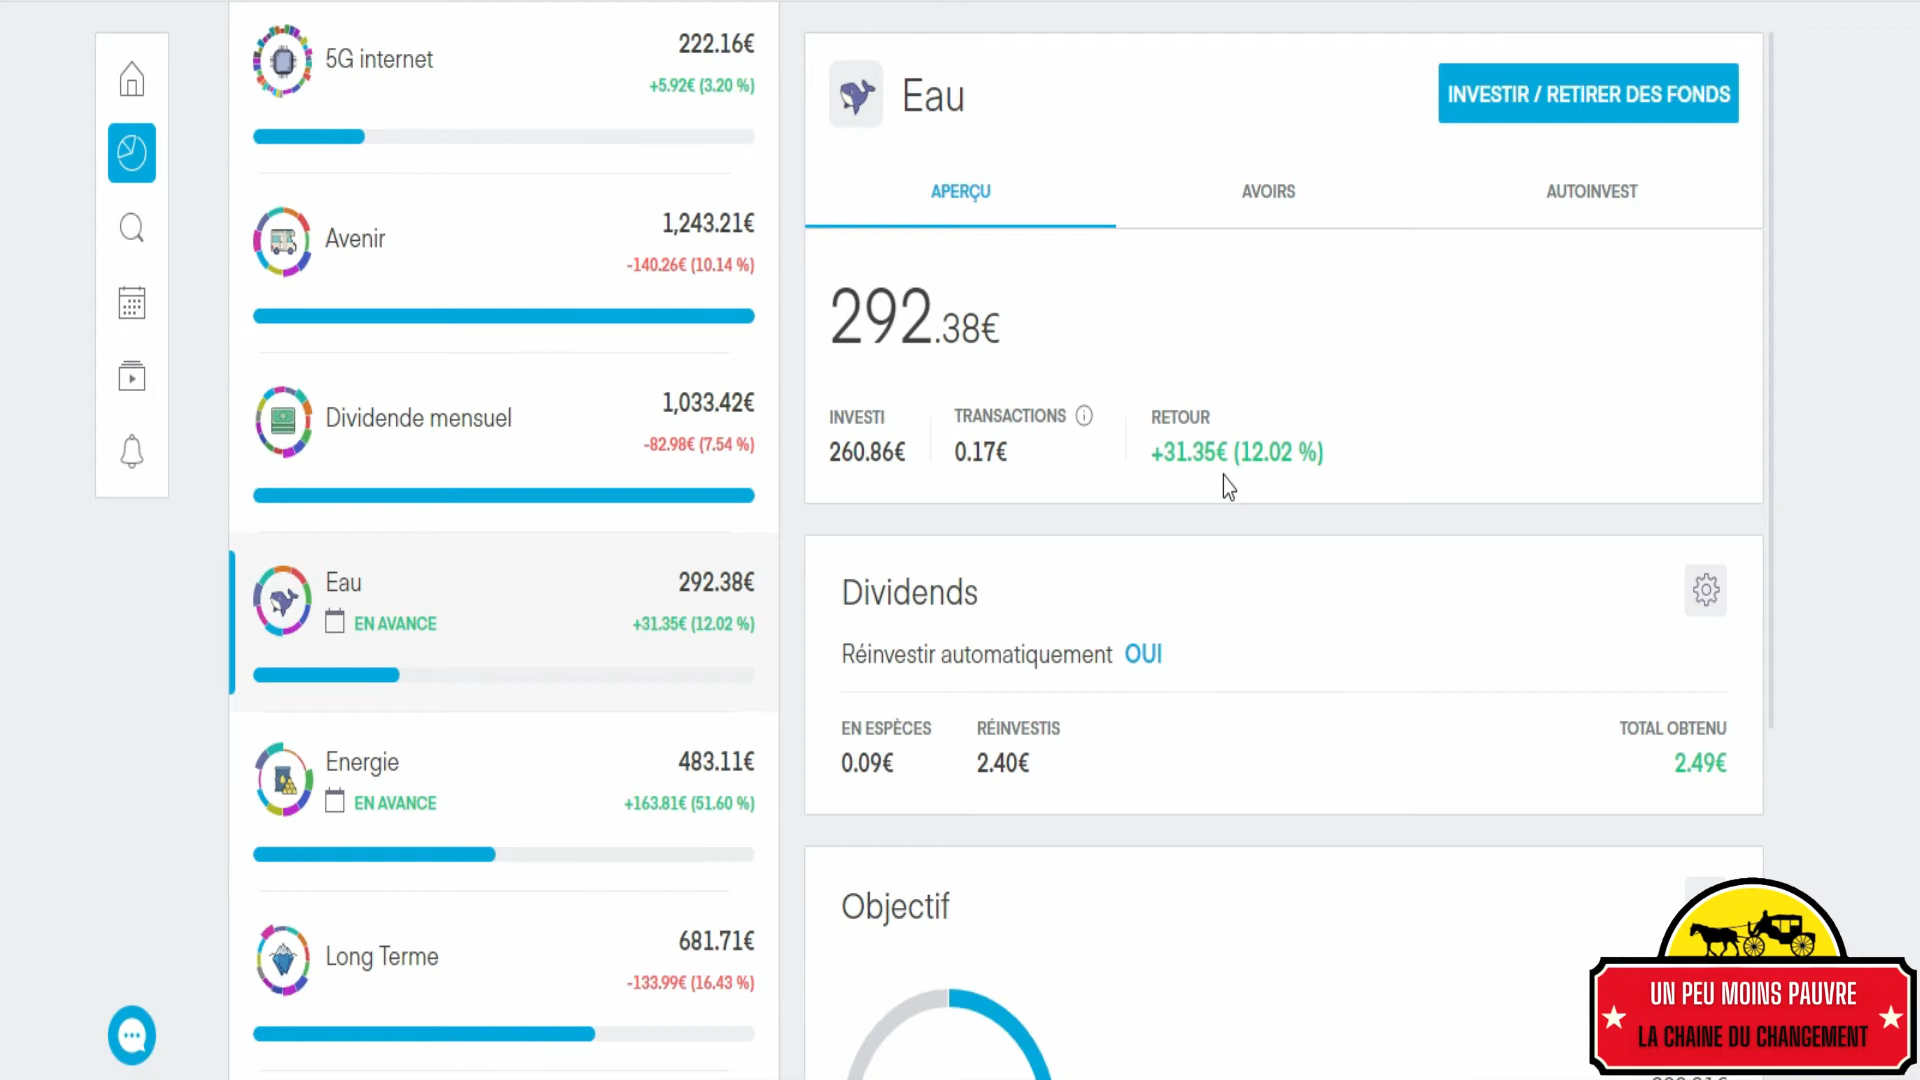 5G internet
222.16€
+5.92€ (3.20 %)
Avenir
1,243.21€
-140.26€ (10.14 %)
Dividende mensuel
1,033.42€
-82.98€ (7.54 %)
Eau
292.38€
EN AVANCE
+31.35€ (12.02 %)
Energie
483.11€
EN AVANCE
+163.81€ (51.60 %)
Long Terme
681.71€
-133.99€ (16.43 %)
Eau
INVESTIR / RETIRER DES FONDS
APERÇU
AVOIRS
AUTOINVEST
292.38€
INVESTI
TRANSACTIONS
RETOUR
260.86€
0.17€
+31.35€ (12.02 %)
Dividends
Réinvestir automatiquement OUI
EN ESPÈCES
RÉINVESTIS
TOTAL OBTENU
0.09€
2.40€
2.49€
Objectif
UN PEU MOINS PAUVRE
LA CHAINE DU CHANGEMENT